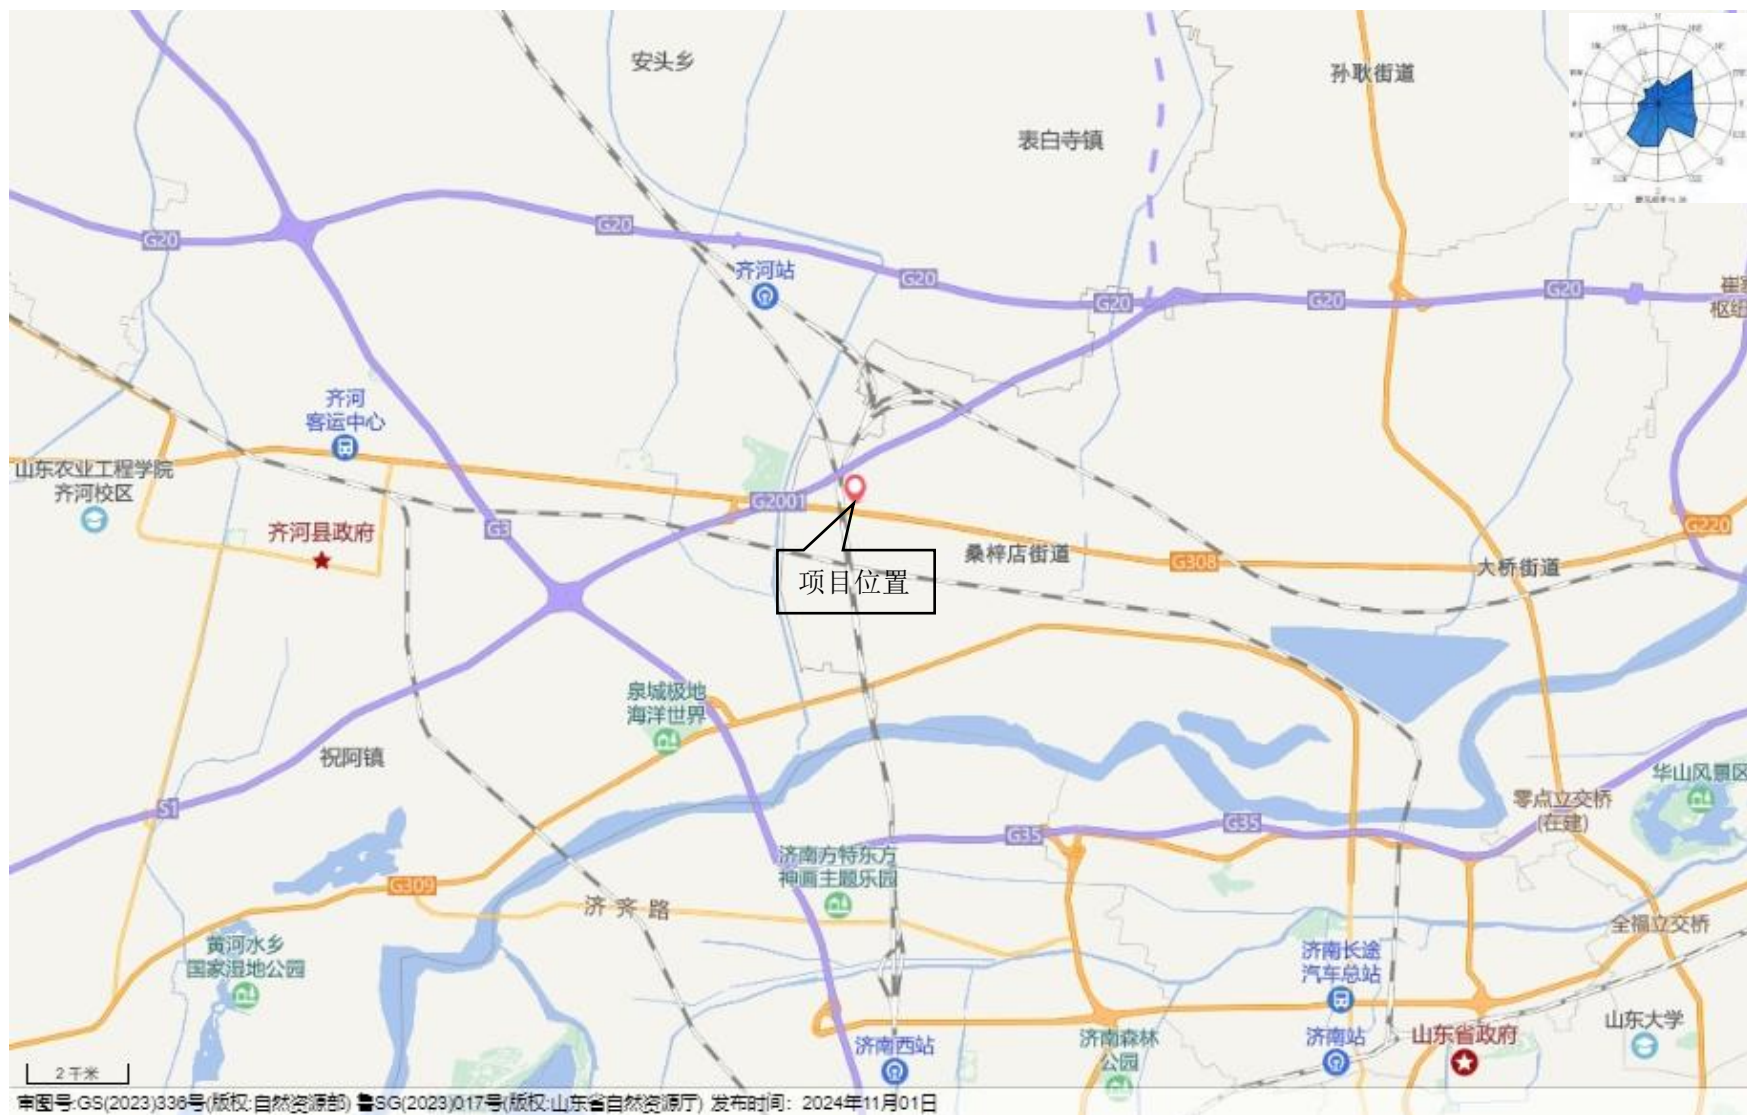 安头乡
孙耿街道
表白寺镇
G20
G20
齐河站
G20
G20
G20
G20
齐河
客运中心
山东农业工程学院
齐河校区
G2001
G3
齐河县政府
G220
桑梓店街道
G308
大桥街道
项目位置
泉城极地
海洋世界
祝阿镇
华山风景区
S1
零点立交桥
(在建)
G35
G35
济南方特东方
神画主题乐园
G309
济齐路
全福立交桥
黄河水乡
国家湿地公园
济南长途
汽车总站
济南西站
济南森林
公园
济南站
山东省政府
山东大学
2千米
审图号:GS(2023)336号(版权:自然资源部) 鲁SG(2023)017号(版权:山东省自然资源厅) 发布时间：2024年11月01日